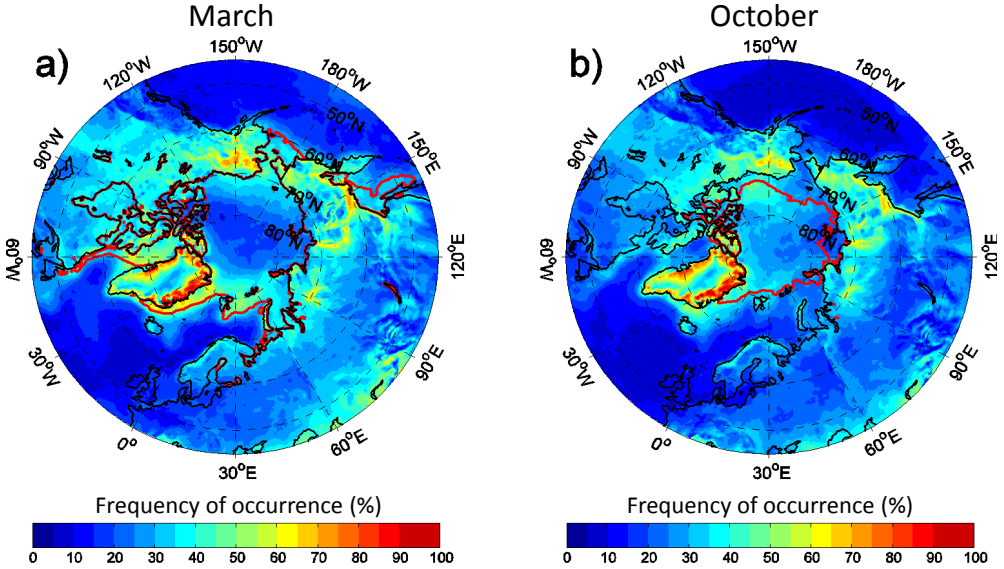 March
October
a)
150°W
180°W
150°E
120°E
90°E
60°E
30°E
0°
30°W
60°W
90°W
120°W
50°N
60°N
70°N
80°N
b)
150°W
180°W
150°E
120°E
90°E
60°E
30°E
0°
30°W
60°W
90°W
120°W
50°N
60°N
70°N
80°N
Frequency of occurrence (%)
0 10 20 30 40 50 60 70 80 90 100
Frequency of occurrence (%)
0 10 20 30 40 50 60 70 80 90 100